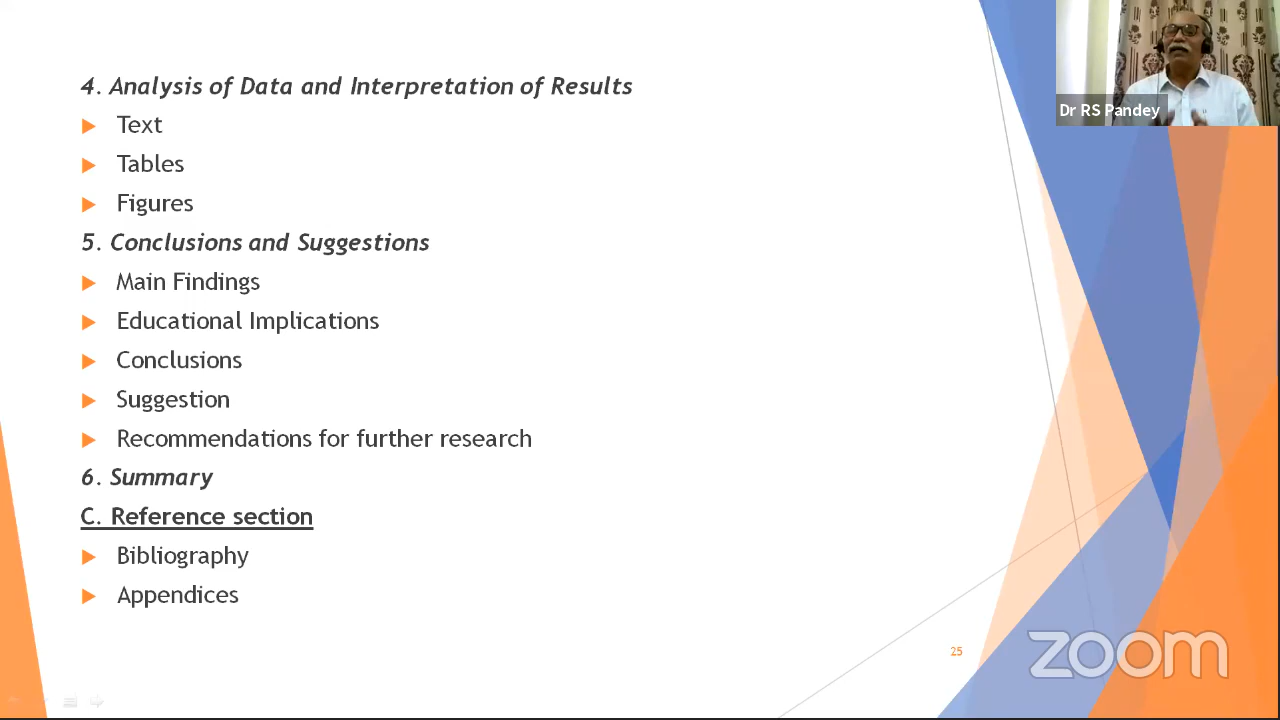 4. Analysis of Data and Interpretation of Results
Text
Tables
Figures
5. Conclusions and Suggestions
Main Findings
Educational Implications
Conclusions
Suggestion
Recommendations for further research
6. Summary
C. Reference section
Bibliography
Appendices
25
Dr RS Pandey
zoom